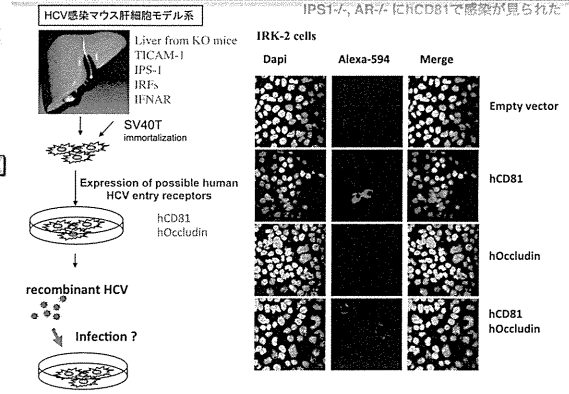 HCV感染マウス肝細胞モデル系
IPS1-/-, AR-/- にhCD81で感染が見られた
Liver from KO mice
TICAM-1
IPS-1
IRFs
IFNAR
SV40T
immortalization
Expression of possible human
HCV entry receptors
hCD81
hOccludin
recombinant HCV
Infection ?
IRK-2 cells
Dapi
Alexa-594
Merge
Empty vector
hCD81
hOccludin
hCD81
hOccludin